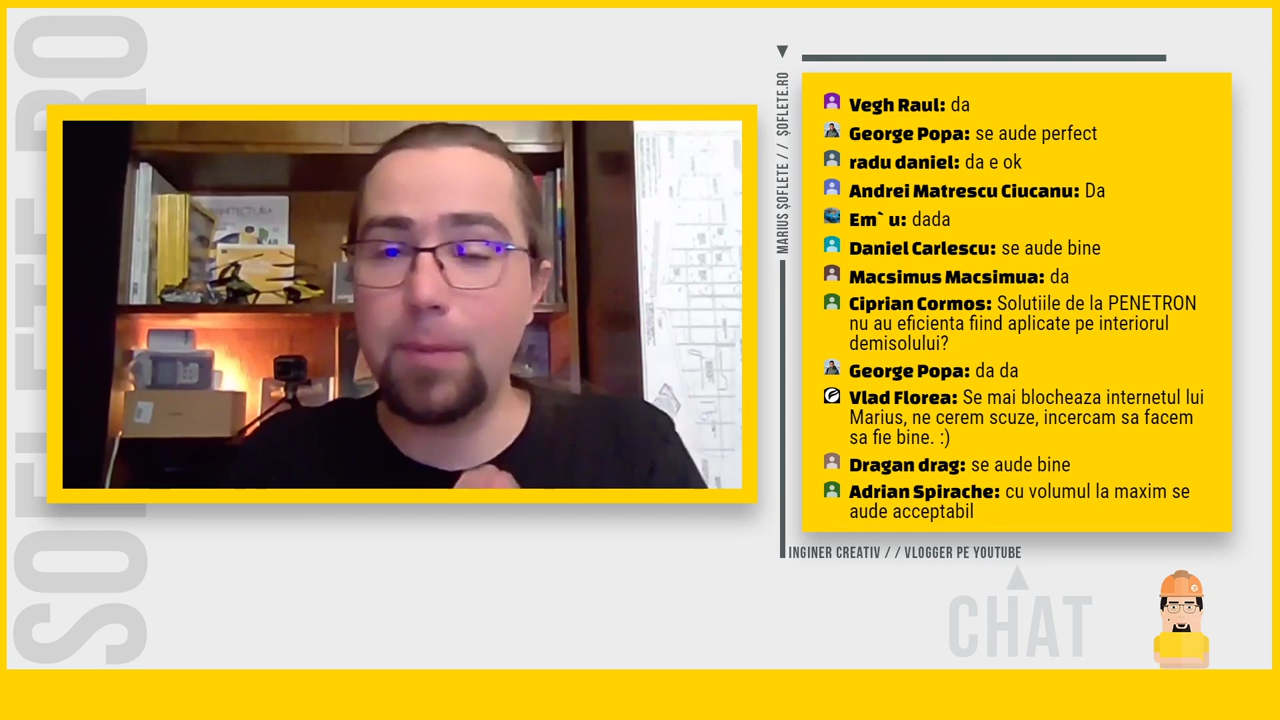 SOFLETE.RO
MARIUS ȘOFLETE // ȘOFLETE.RO
Vegh Raul: da
George Popa: se aude perfect
radu daniel: da e ok
Andrei Matrescu Ciucanu: Da
Em` u: dada
Daniel Carlescu: se aude bine
Macsimus Macsimua: da
Ciprian Cormos: Solutiile de la PENETRON
nu au eficienta fiind aplicate pe interiorul
demisolului?
George Popa: da da
Vlad Florea: Se mai blocheaza internetul lui
Marius, ne cerem scuze, incercam sa facem
sa fie bine. :)
Dragan drag: se aude bine
Adrian Spirache: cu volumul la maxim se
aude acceptabil
INGINER CREATIV // VLOGGER PE YOUTUBE
CHAT